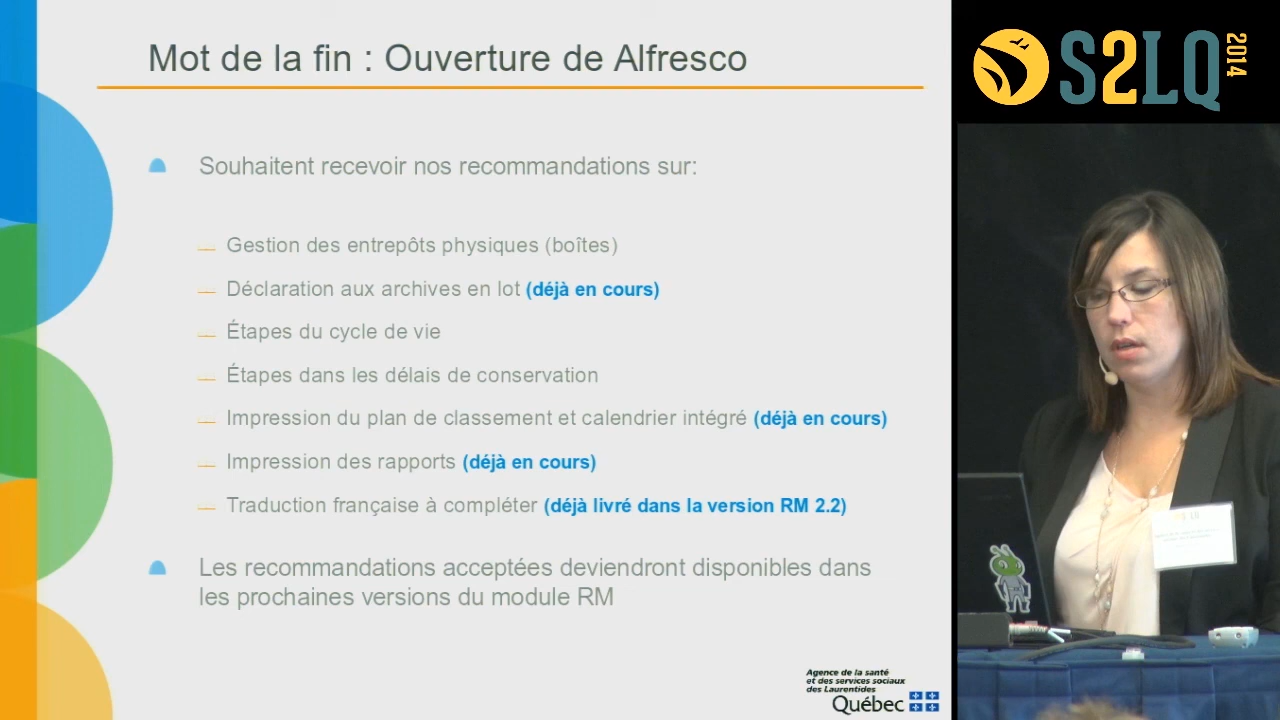 Mot de la fin : Ouverture de Alfresco
Souhaitent recevoir nos recommandations sur:
— Gestion des entrepôts physiques (boîtes)
— Déclaration aux archives en lot (déjà en cours)
— Étapes du cycle de vie
— Étapes dans les délais de conservation
— Impression du plan de classement et calendrier intégré (déjà en cours)
— Impression des rapports (déjà en cours)
— Traduction française à compléter (déjà livré dans la version RM 2.2)
Les recommandations acceptées deviendront disponibles dans
les prochaines versions du module RM
Agence de la santé
et des services sociaux
des Laurentides
Québec
S2LQ
2014